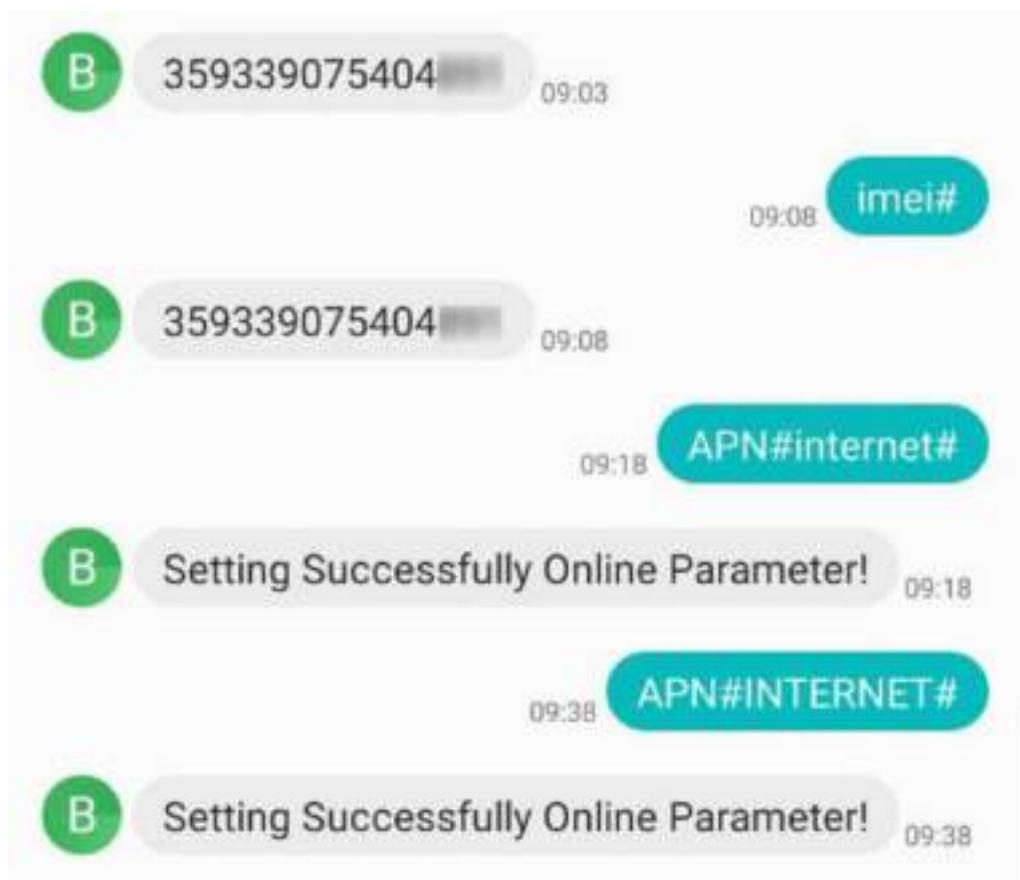 B
359339075404
09:03
09:08
imei#
B
359339075404
09:08
09:18
APN#internet#
B
Setting Successfully Online Parameter!
09:18
09:38
APN#INTERNET#
B
Setting Successfully Online Parameter!
09:38